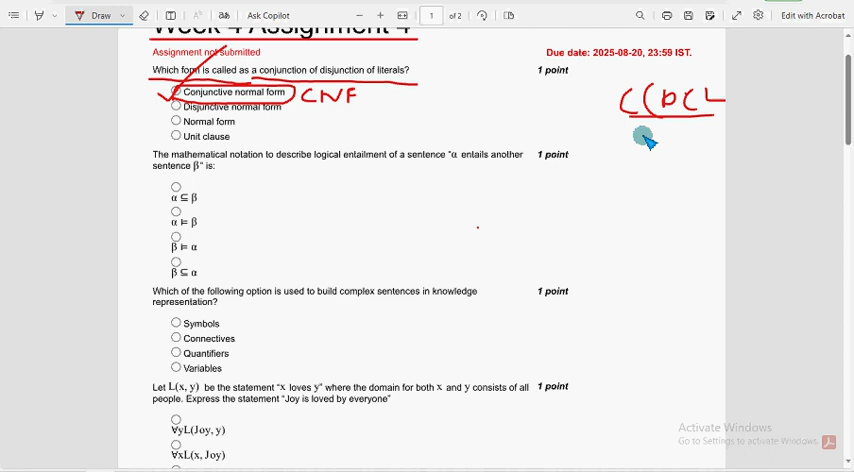 Draw
Ask Copilot
1
of 2
Edit with Acrobat
Week 4 Assignment 4
Assignment not submitted
Due date: 2025-08-20, 23:59 IST.
Which form is called as a conjunction of disjunction of literals?
1 point
Conjunctive normal form
CNF
C(DCL
Disjunctive normal form
Normal form
Unit clause
The mathematical notation to describe logical entailment of a sentence "α entails another
1 point
sentence β" is:
α ⊆ β
α ⊨ β
β ⊨ α
β ⊆ α
Which of the following option is used to build complex sentences in knowledge
1 point
representation?
Symbols
Connectives
Quantifiers
Variables
Let L(x, y) be the statement "x loves y" where the domain for both x and y consists of all
1 point
people. Express the statement "Joy is loved by everyone"
∀yL(Joy, y)
∀xL(x, Joy)
Activate Windows
Go to Settings to activate Windows.